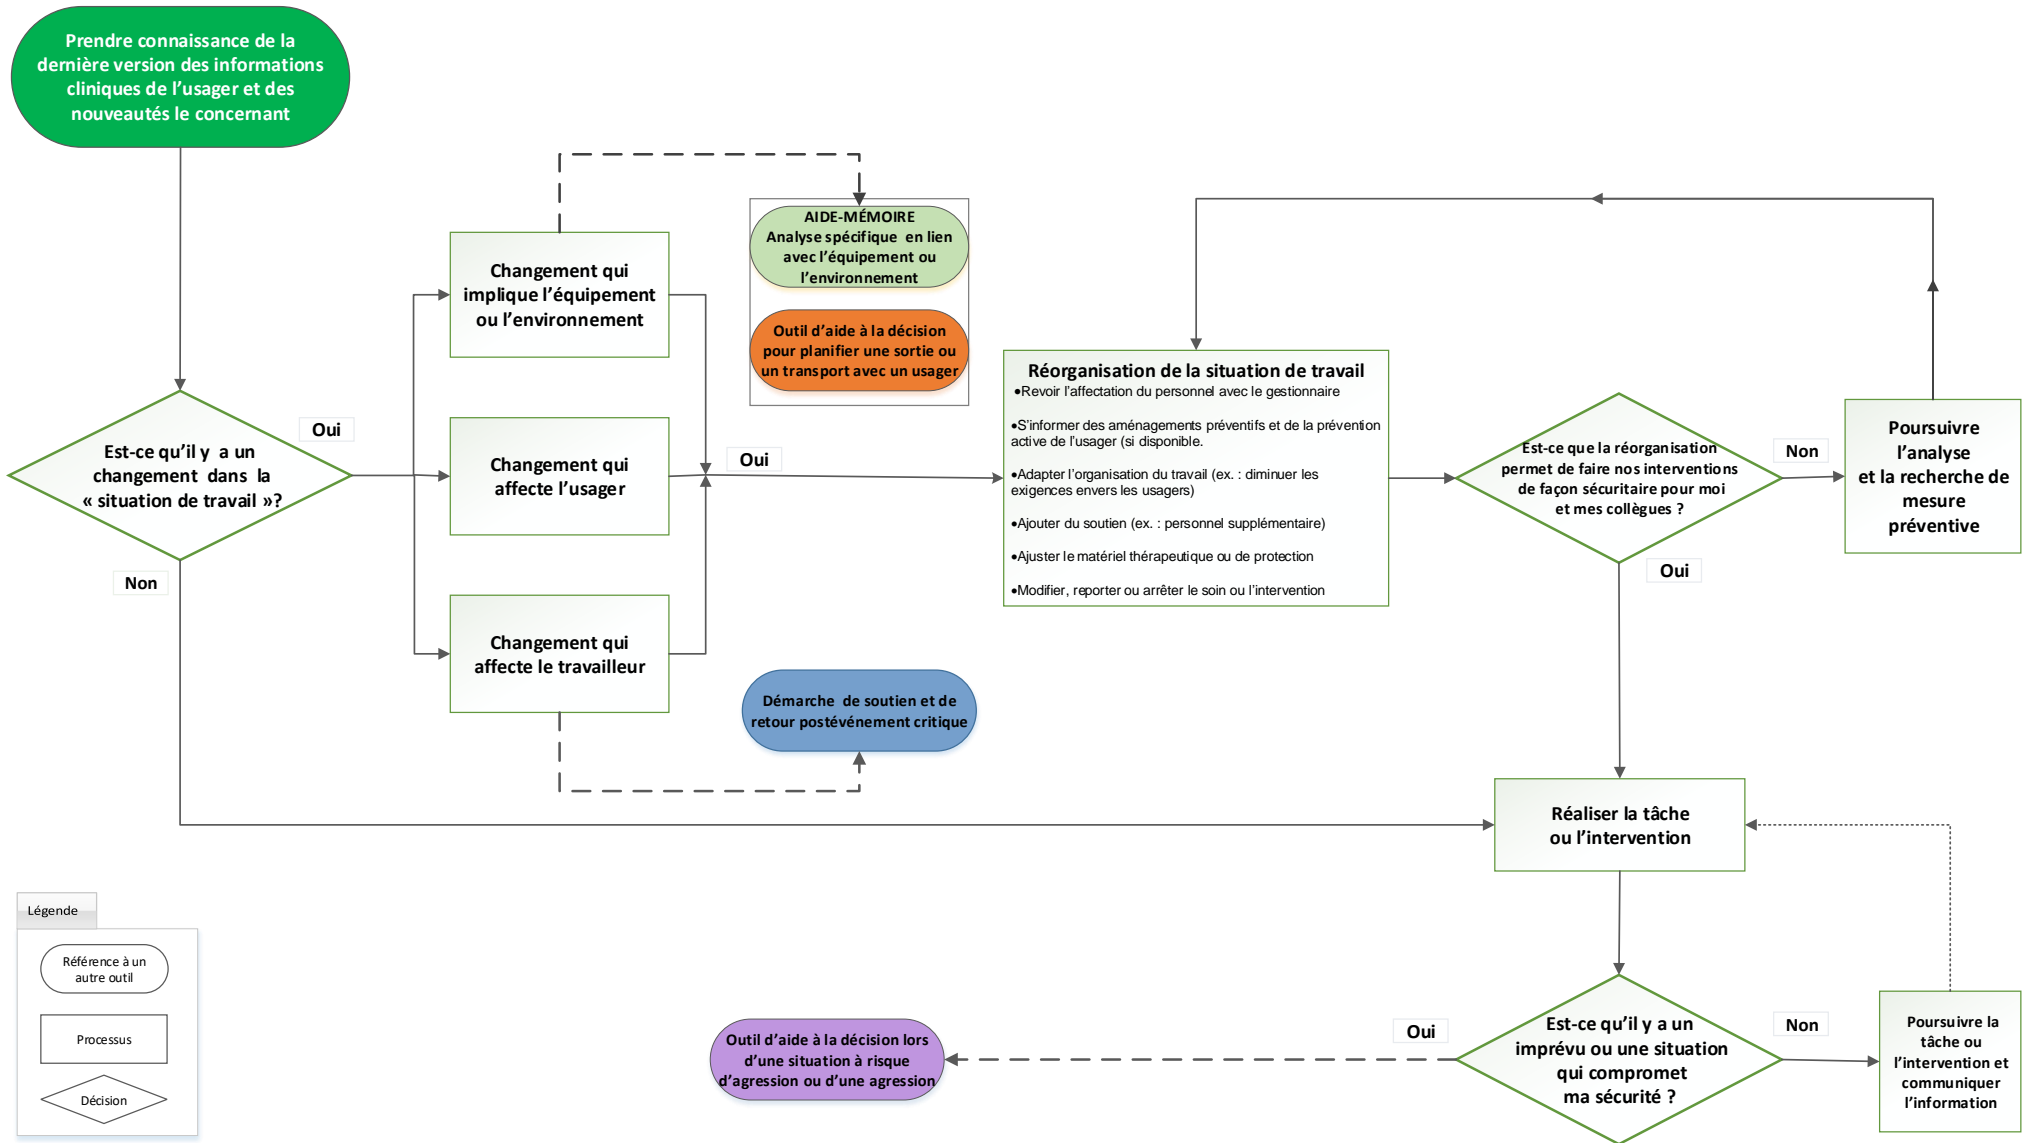 Prendre connaissance de la
dernière version des informations
cliniques de l'usager et des
nouveautés le concernant
Est-ce qu'il y a un
changement dans la
« situation de travail »?
Oui
Non
Changement qui
implique l'équipement
ou l'environnement
Changement qui
affecte l'usager
Changement qui
affecte le travailleur
AIDE-MÉMOIRE
Analyse spécifique en lien
avec l'équipement ou
l'environnement
Outil d'aide à la décision
pour planifier une sortie ou
un transport avec un usager
Oui
Démarche de soutien et de
retour postévénement critique
Réorganisation de la situation de travail
•Revoir l'affectation du personnel avec le gestionnaire
•S'informer des aménagements préventifs et de la prévention
active de l'usager (si disponible.
•Adapter l'organisation du travail (ex. : diminuer les
exigences envers les usagers)
•Ajouter du soutien (ex. : personnel supplémentaire)
•Ajuster le matériel thérapeutique ou de protection
•Modifier, reporter ou arrêter le soin ou l'intervention
Est-ce que la réorganisation
permet de faire nos interventions
de façon sécuritaire pour moi
et mes collègues ?
Non
Oui
Poursuivre
l'analyse
et la recherche de
mesure
préventive
Réaliser la tâche
ou l'intervention
Est-ce qu'il y a un
imprévu ou une situation
qui compromet
ma sécurité ?
Oui
Non
Poursuivre la
tâche ou
l'intervention et
communiquer
l'information
Outil d'aide à la décision lors
d'une situation à risque
d'agression ou d'une agression
Légende
Référence à un
autre outil
Processus
Décision